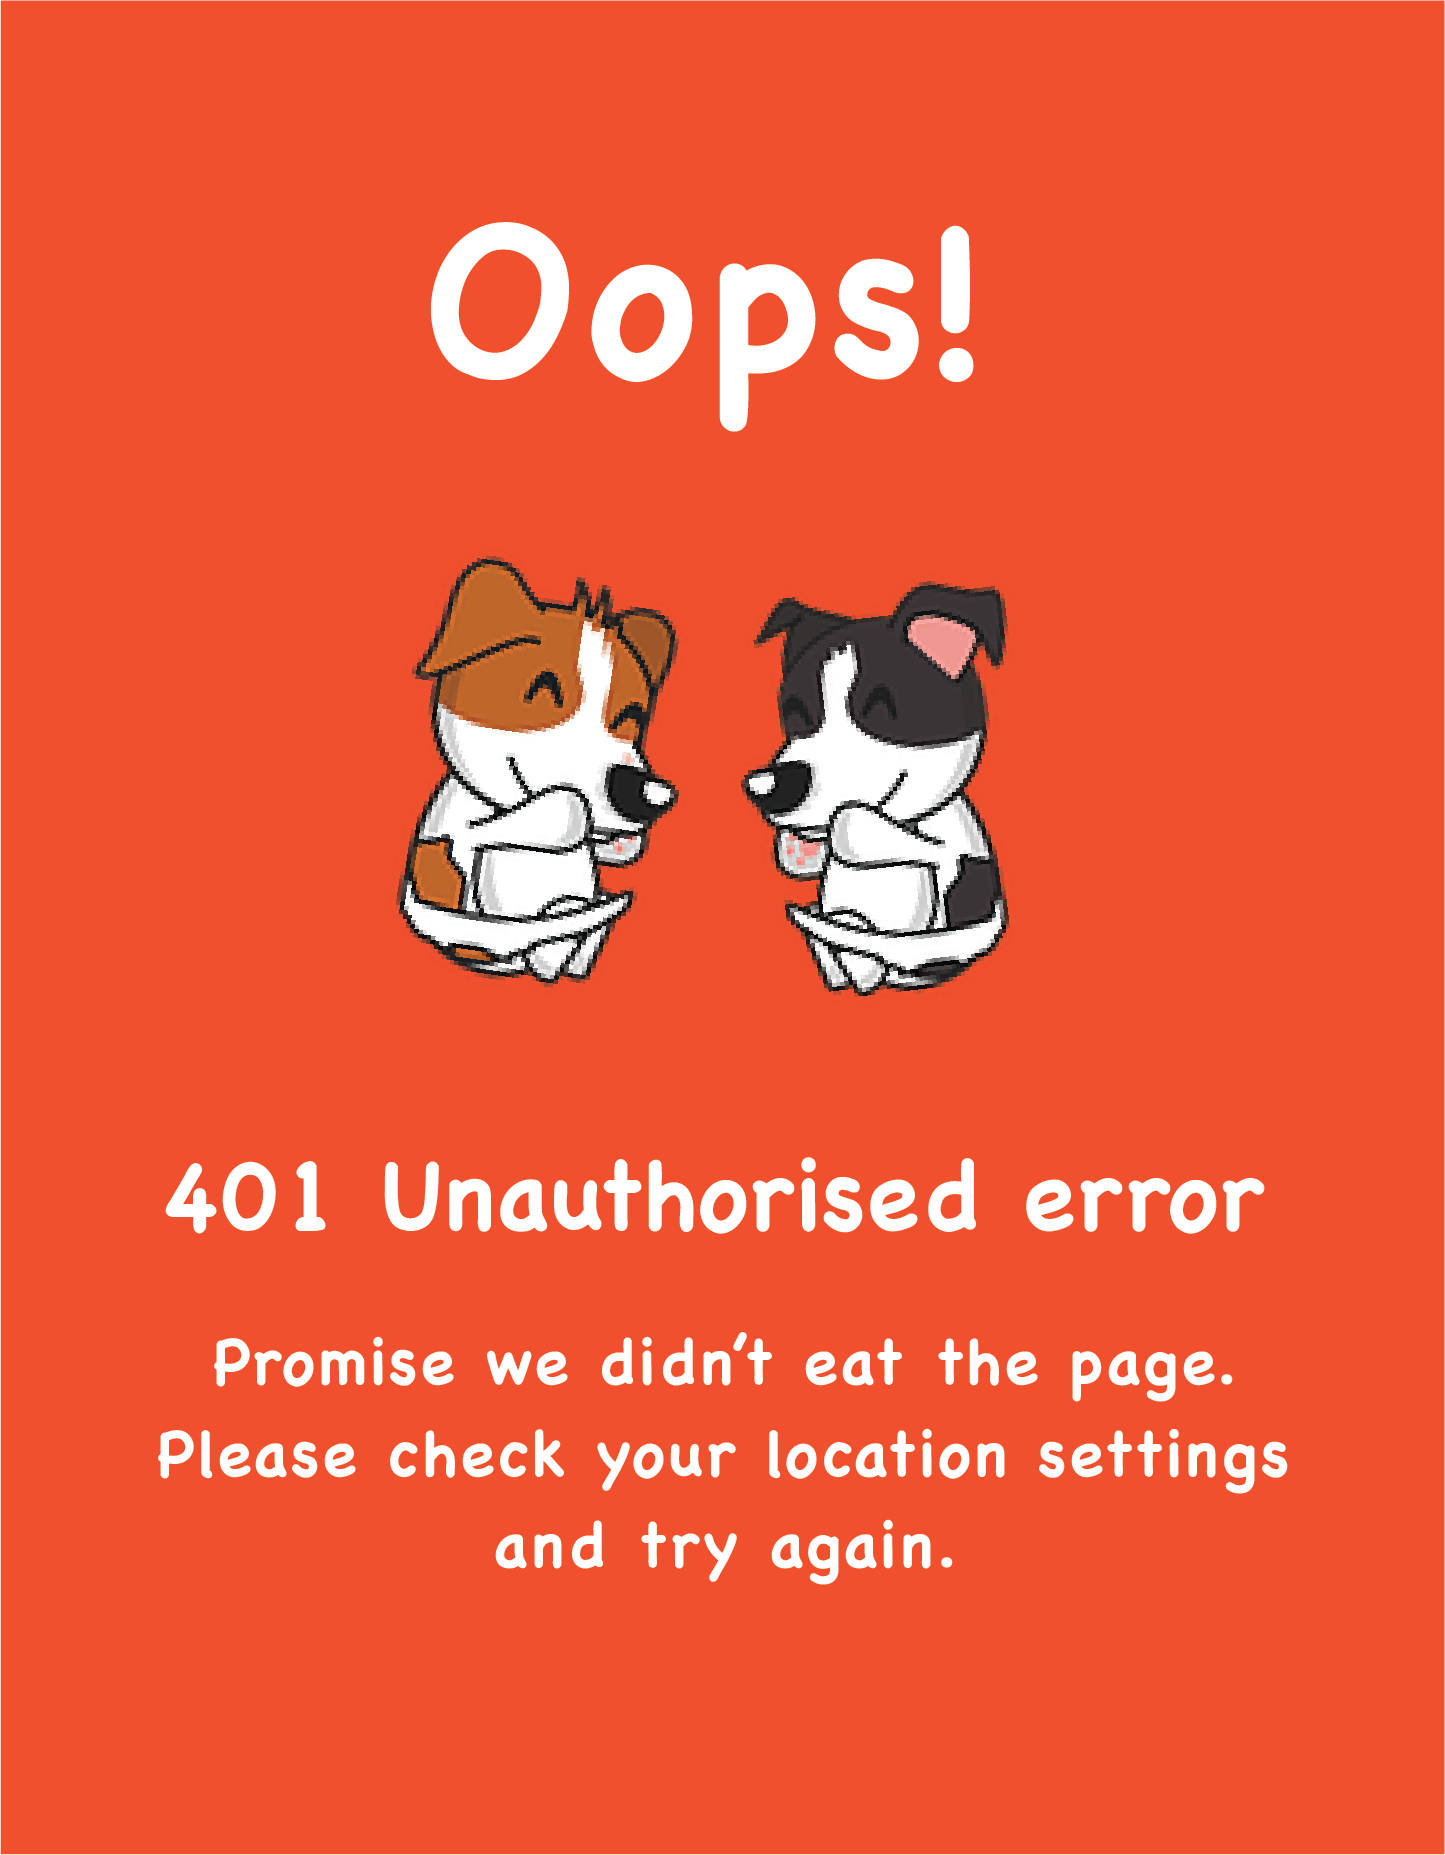 Oops!
401 Unauthorised error
Promise we didn't eat the page.
Please check your location settings
and try again.